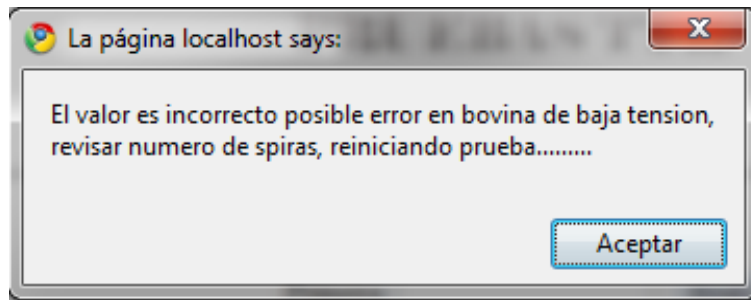 La página localhost says:
El valor es incorrecto posible error en bovina de baja tension,
revisar numero de spiras, reiniciando prueba.........
Aceptar